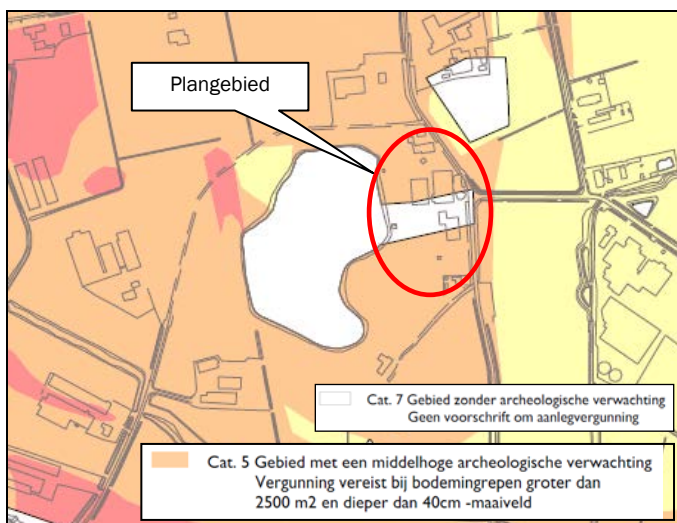 Plangebied
Cat. 7 Gebied zonder archeologische verwachting
Geen voorschrift om aanlegvergunning
Cat. 5 Gebied met een middelhoge archeologische verwachting
Vergunning vereist bij bodemingrepen groter dan
2500 m2 en dieper dan 40cm -maaiveld